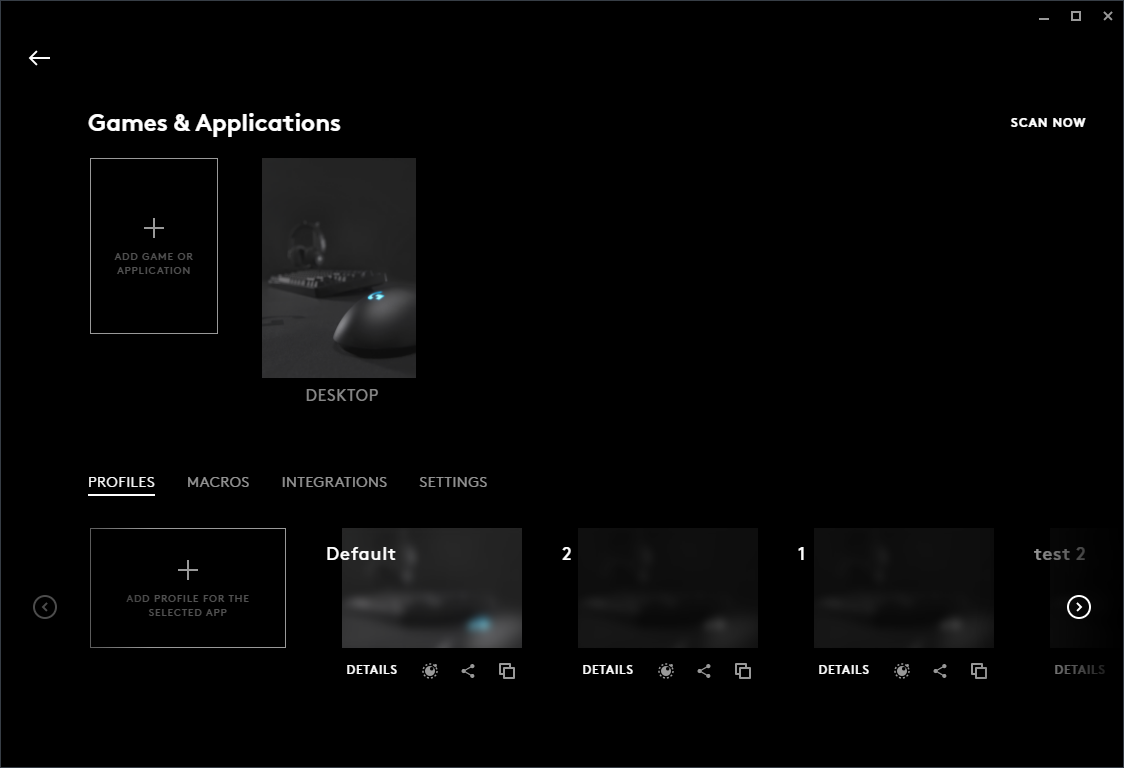 Games & Applications
SCAN NOW
ADD GAME OR
APPLICATION
DESKTOP
PROFILES
MACROS
INTEGRATIONS
SETTINGS
ADD PROFILE FOR THE
SELECTED APP
Default
2
1
test 2
DETAILS
DETAILS
DETAILS
DETAILS